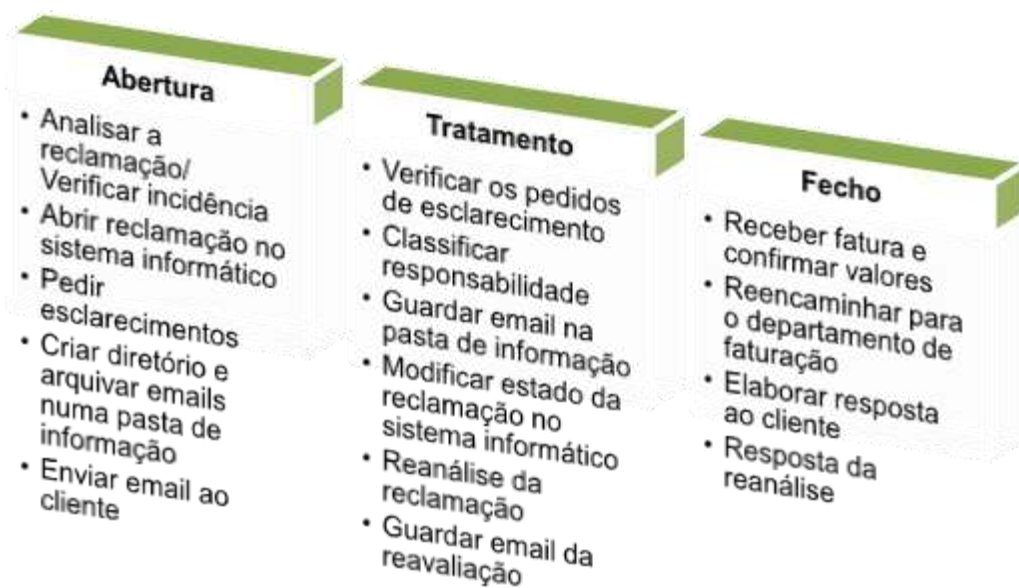 Abertura
• Analisar a
reclamação/
Verificar incidência
• Abrir reclamação no
sistema informático
• Pedir
esclarecimentos
• Criar diretório e
arquivar emails
numa pasta de
informação
• Enviar email ao
cliente
Tratamento
• Verificar os pedidos
de esclarecimento
• Classificar
responsabilidade
• Guardar email na
pasta de informação
• Modificar estado da
reclamação no
sistema informático
• Reanálise da
reclamação
• Guardar email da
reavaliação
Fecho
• Receber fatura e
confirmar valores
• Reencaminhar para
o departamento de
faturação
• Elaborar resposta
ao cliente
• Resposta da
reanálise